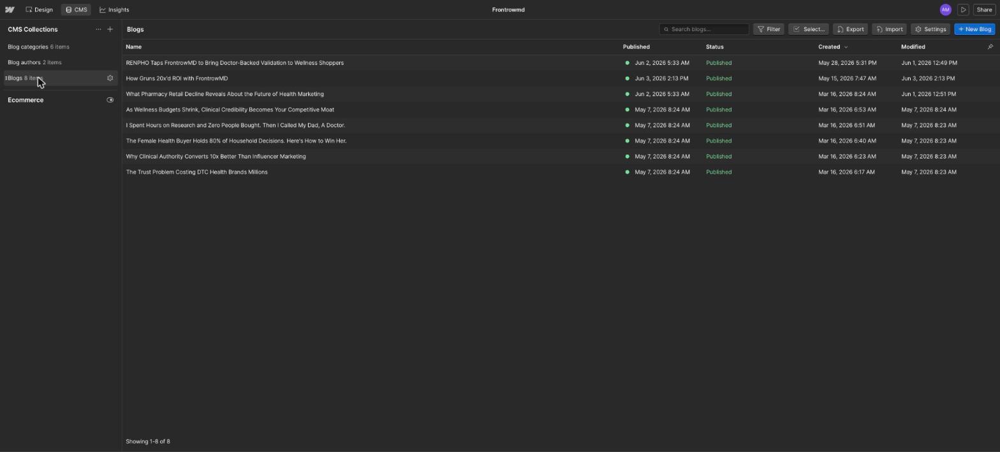 Design CMS Insights Frontrowmd AM Share
CMS Collections
Blog categories 6 items
Blog authors 2 items
Blogs 8 items
Ecommerce
Blogs Search blogs... Filter Select... Export Import Settings + New Blog
Name Published Status Created Modified
RENPHO Taps FrontrowMD to Bring Doctor-Backed Validation to Wellness Shoppers Jun 2, 2026 5:33 AM Published May 28, 2026 5:31 PM Jun 1, 2026 12:49 PM
How Gruns 20x'd ROI with FrontrowMD Jun 3, 2026 2:13 PM Published May 15, 2026 7:47 AM Jun 3, 2026 2:13 PM
What Pharmacy Retail Decline Reveals About the Future of Health Marketing Jun 2, 2026 5:33 AM Published Mar 16, 2026 8:24 AM Jun 1, 2026 12:51 PM
As Wellness Budgets Shrink, Clinical Credibility Becomes Your Competitive Moat May 7, 2026 8:24 AM Published Mar 16, 2026 6:53 AM May 7, 2026 8:24 AM
I Spent Hours on Research and Zero People Bought. Then I Called My Dad, A Doctor. May 7, 2026 8:24 AM Published Mar 16, 2026 6:51 AM May 7, 2026 8:23 AM
The Female Health Buyer Holds 80% of Household Decisions. Here's How to Win Her. May 7, 2026 8:24 AM Published Mar 16, 2026 6:40 AM May 7, 2026 8:23 AM
Why Clinical Authority Converts 10x Better Than Influencer Marketing May 7, 2026 8:24 AM Published Mar 16, 2026 6:23 AM May 7, 2026 8:23 AM
The Trust Problem Costing DTC Health Brands Millions May 7, 2026 8:24 AM Published Mar 16, 2026 6:17 AM May 7, 2026 8:23 AM
Showing 1-8 of 8